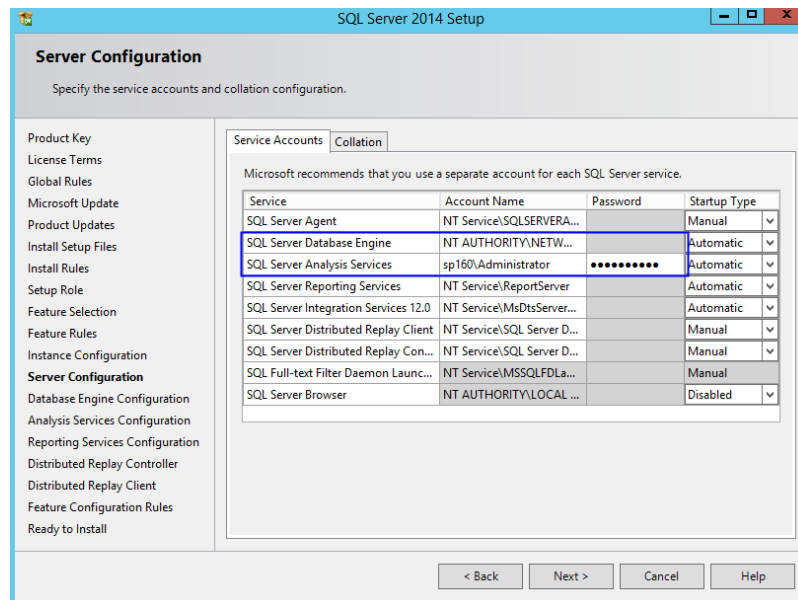 SQL Server 2014 Setup
Server Configuration
Specify the service accounts and collation configuration.
Product Key
License Terms
Global Rules
Microsoft Update
Product Updates
Install Setup Files
Install Rules
Setup Role
Feature Selection
Feature Rules
Instance Configuration
Server Configuration
Database Engine Configuration
Analysis Services Configuration
Reporting Services Configuration
Distributed Replay Controller
Distributed Replay Client
Feature Configuration Rules
Ready to Install
Service Accounts Collation
Microsoft recommends that you use a separate account for each SQL Server service.
Service Account Name Password Startup Type
SQL Server Agent NT Service\SQLSERVERA... Manual
SQL Server Database Engine NT AUTHORITY\NETW... Automatic
SQL Server Analysis Services sp160\Administrator ●●●●●●●●●● Automatic
SQL Server Reporting Services NT Service\ReportServer Automatic
SQL Server Integration Services 12.0 NT Service\MsDtsServer... Automatic
SQL Server Distributed Replay Client NT Service\SQL Server D... Manual
SQL Server Distributed Replay Con... NT Service\SQL Server D... Manual
SQL Full-text Filter Daemon Launc... NT Service\MSSQLFDLa... Manual
SQL Server Browser NT AUTHORITY\LOCAL ... Disabled
< Back Next > Cancel Help